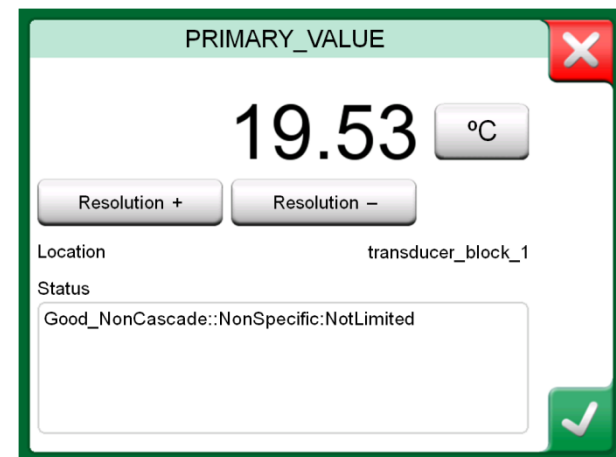 PRIMARY_VALUE
19.53 ºC
Resolution + Resolution –
Location transducer_block_1
Status
Good_NonCascade::NonSpecific:NotLimited